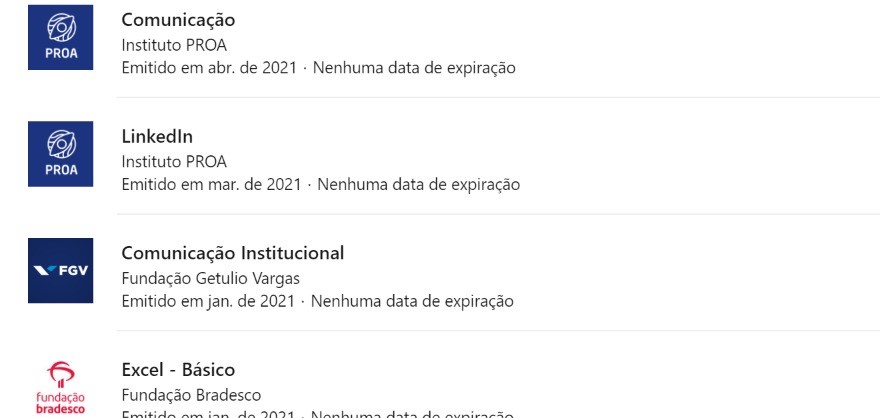 PROA
Comunicação
Instituto PROA
Emitido em abr. de 2021 · Nenhuma data de expiração
PROA
LinkedIn
Instituto PROA
Emitido em mar. de 2021 · Nenhuma data de expiração
FGV
Comunicação Institucional
Fundação Getulio Vargas
Emitido em jan. de 2021 · Nenhuma data de expiração
fundação
bradesco
Excel - Básico
Fundação Bradesco
Emitido em jan. de 2021 · Nenhuma data de expiração